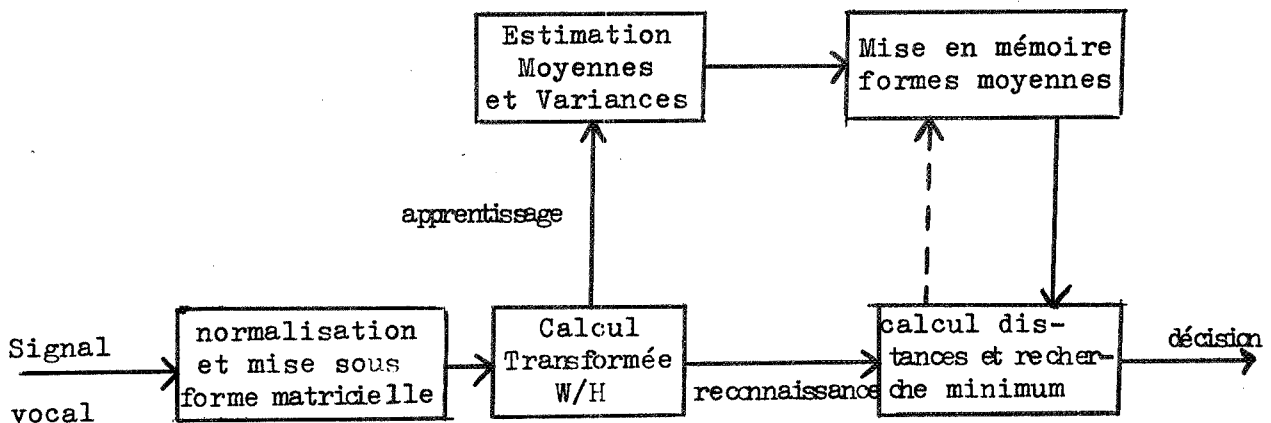 Estimation
Moyennes
et Variances
Mise en mémoire
formes moyennes
apprentissage
Signal
vocal
normalisation
et mise sous
forme matricielle
Calcul
Transformée
W/H
reconnaissance
calcul dis-
tances et recher-
che minimum
décision